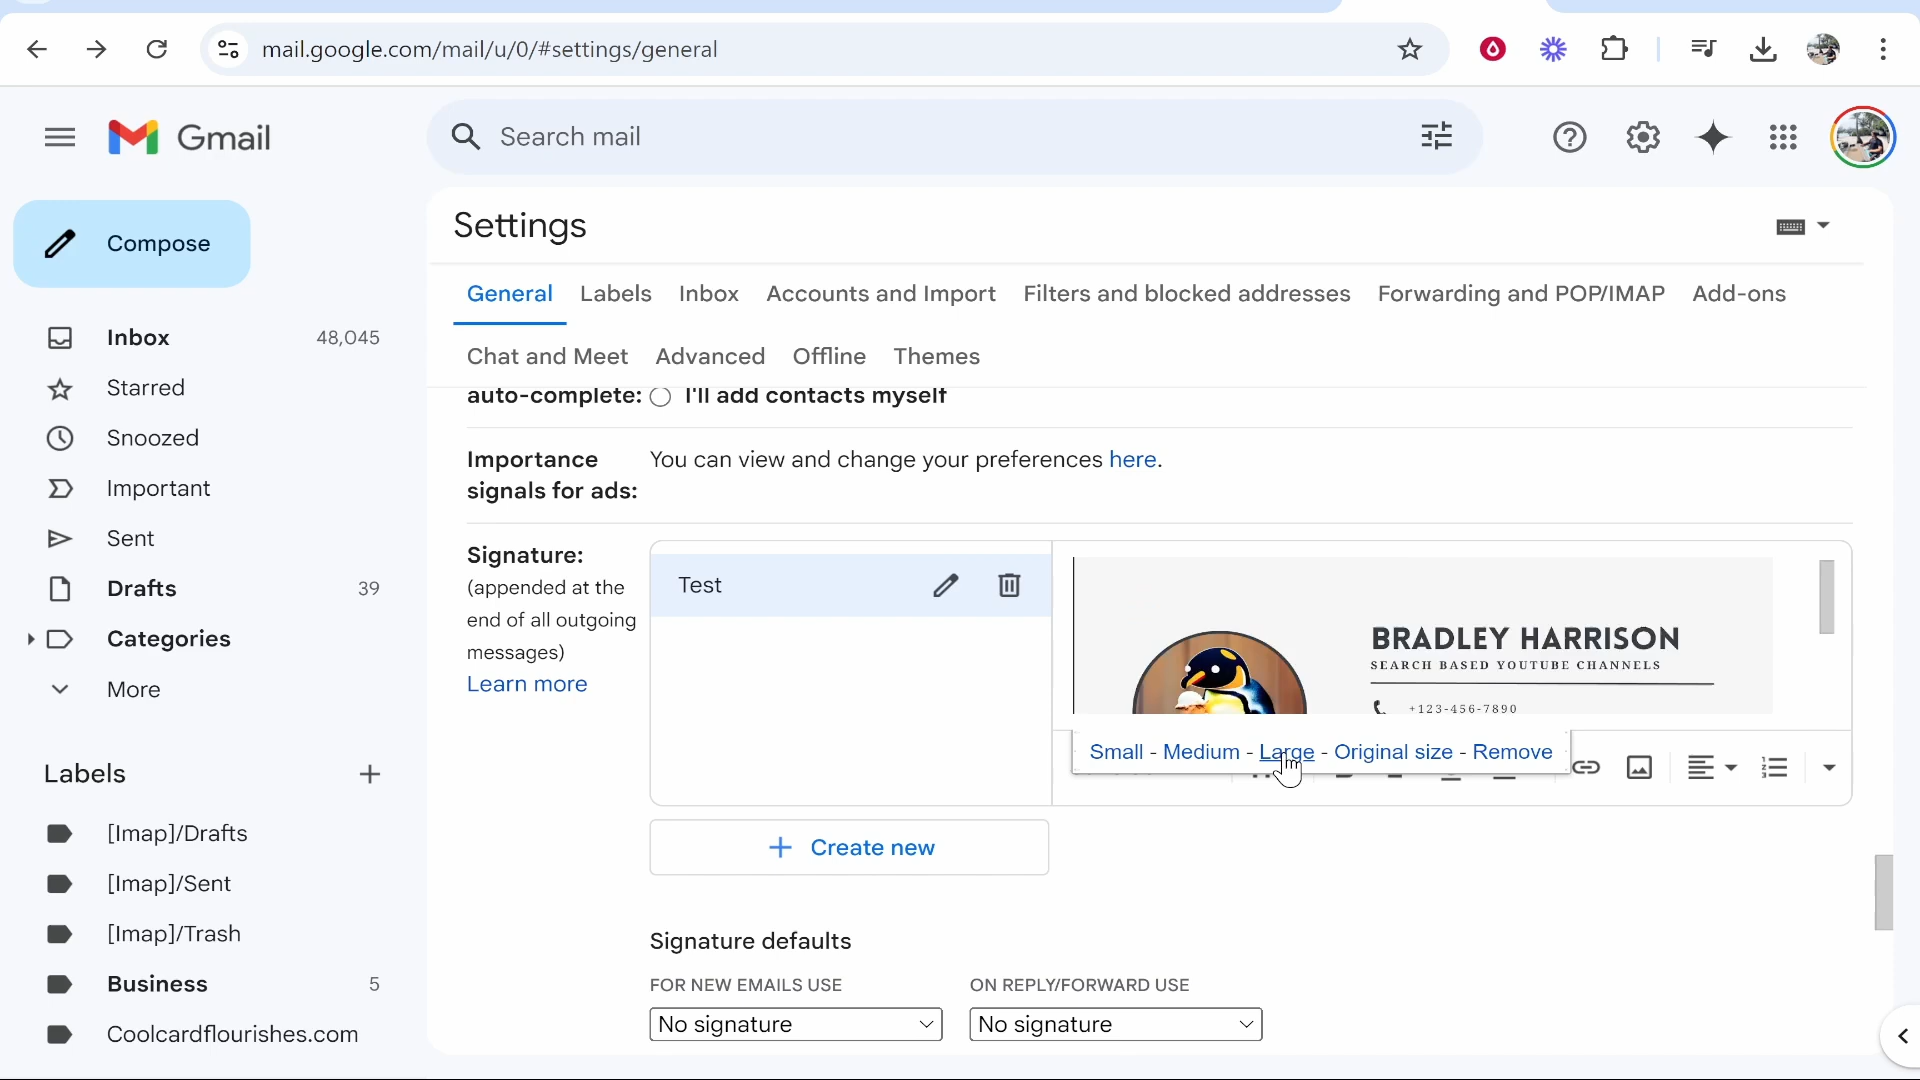 mail.google.com/mail/u/0/#settings/general
Gmail
Search mail
Compose
Inbox 48,045
Starred
Snoozed
Important
Sent
Drafts 39
Categories
More
Labels
[Imap]/Drafts
[Imap]/Sent
[Imap]/Trash
Business 5
Coolcardflourishes.com
Settings
General Labels Inbox Accounts and Import Filters and blocked addresses Forwarding and POP/IMAP Add-ons
Chat and Meet Advanced Offline Themes
auto-complete: I'll add contacts myself
Importance signals for ads:
You can view and change your preferences here.
Signature:
(appended at the
end of all outgoing
messages)
Learn more
Test
BRADLEY HARRISON
SEARCH BASED YOUTUBE CHANNELS
+123-456-7890
Small - Medium - Large - Original size - Remove
Create new
Signature defaults
FOR NEW EMAILS USE ON REPLY/FORWARD USE
No signature No signature